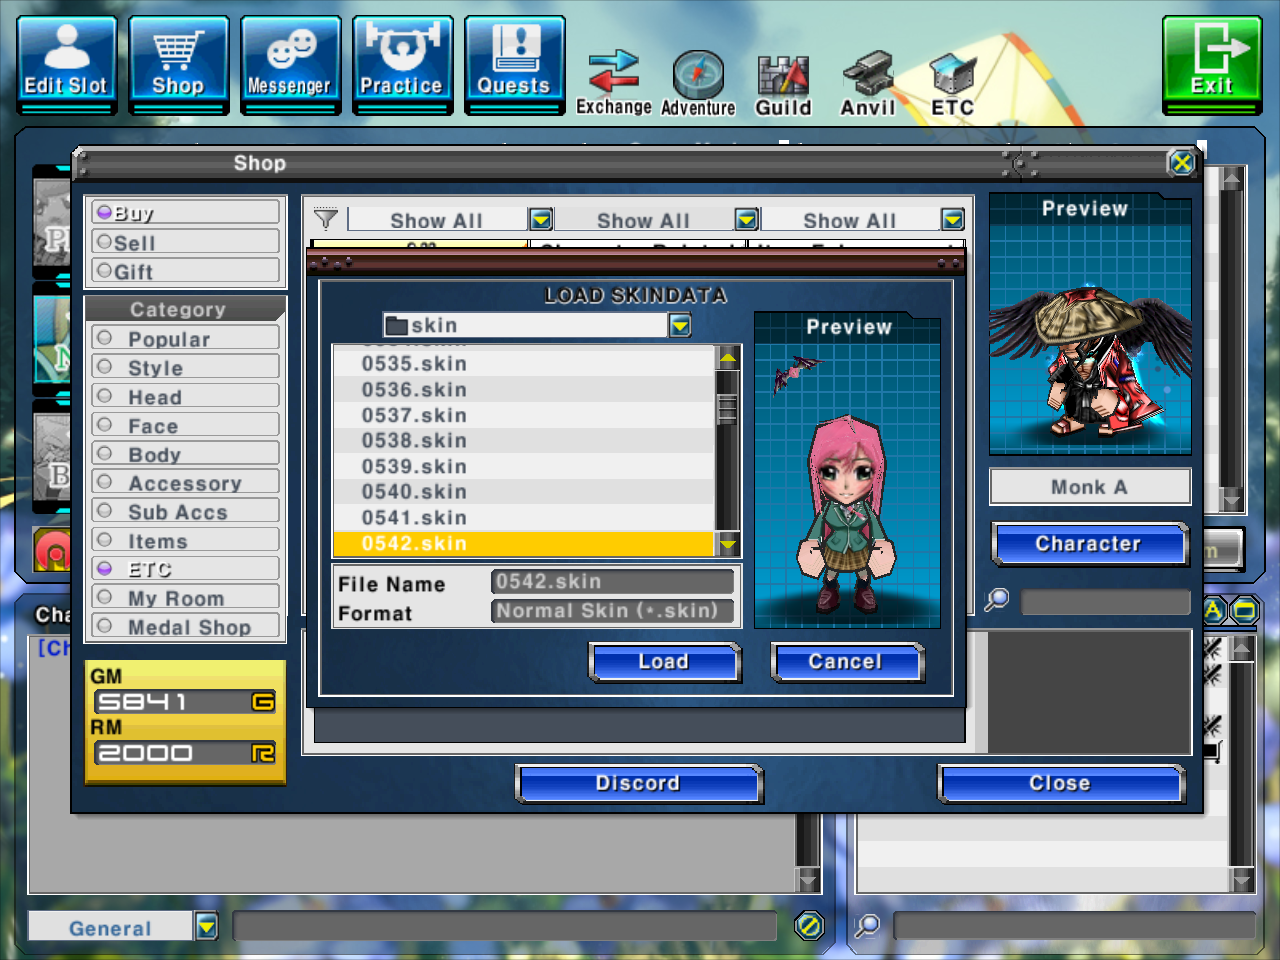 Edit Slot
Shop
Messenger
Practice
Quests
Exchange
Adventure
Guild
Anvil
ETC
Exit
Shop
Buy
Sell
Gift
Category
Popular
Style
Head
Face
Body
Accessory
Sub Accs
Items
ETC
My Room
Medal Shop
GM
5841 G
RM
2000 R
Show All
Show All
Show All
LOAD SKINDATA
skin
0535.skin
0536.skin
0537.skin
0538.skin
0539.skin
0540.skin
0541.skin
0542.skin
File Name
0542.skin
Format
Normal Skin (*.skin)
Preview
Load
Cancel
Preview
Monk A
Character
Discord
Close
Cha
[Ch
General